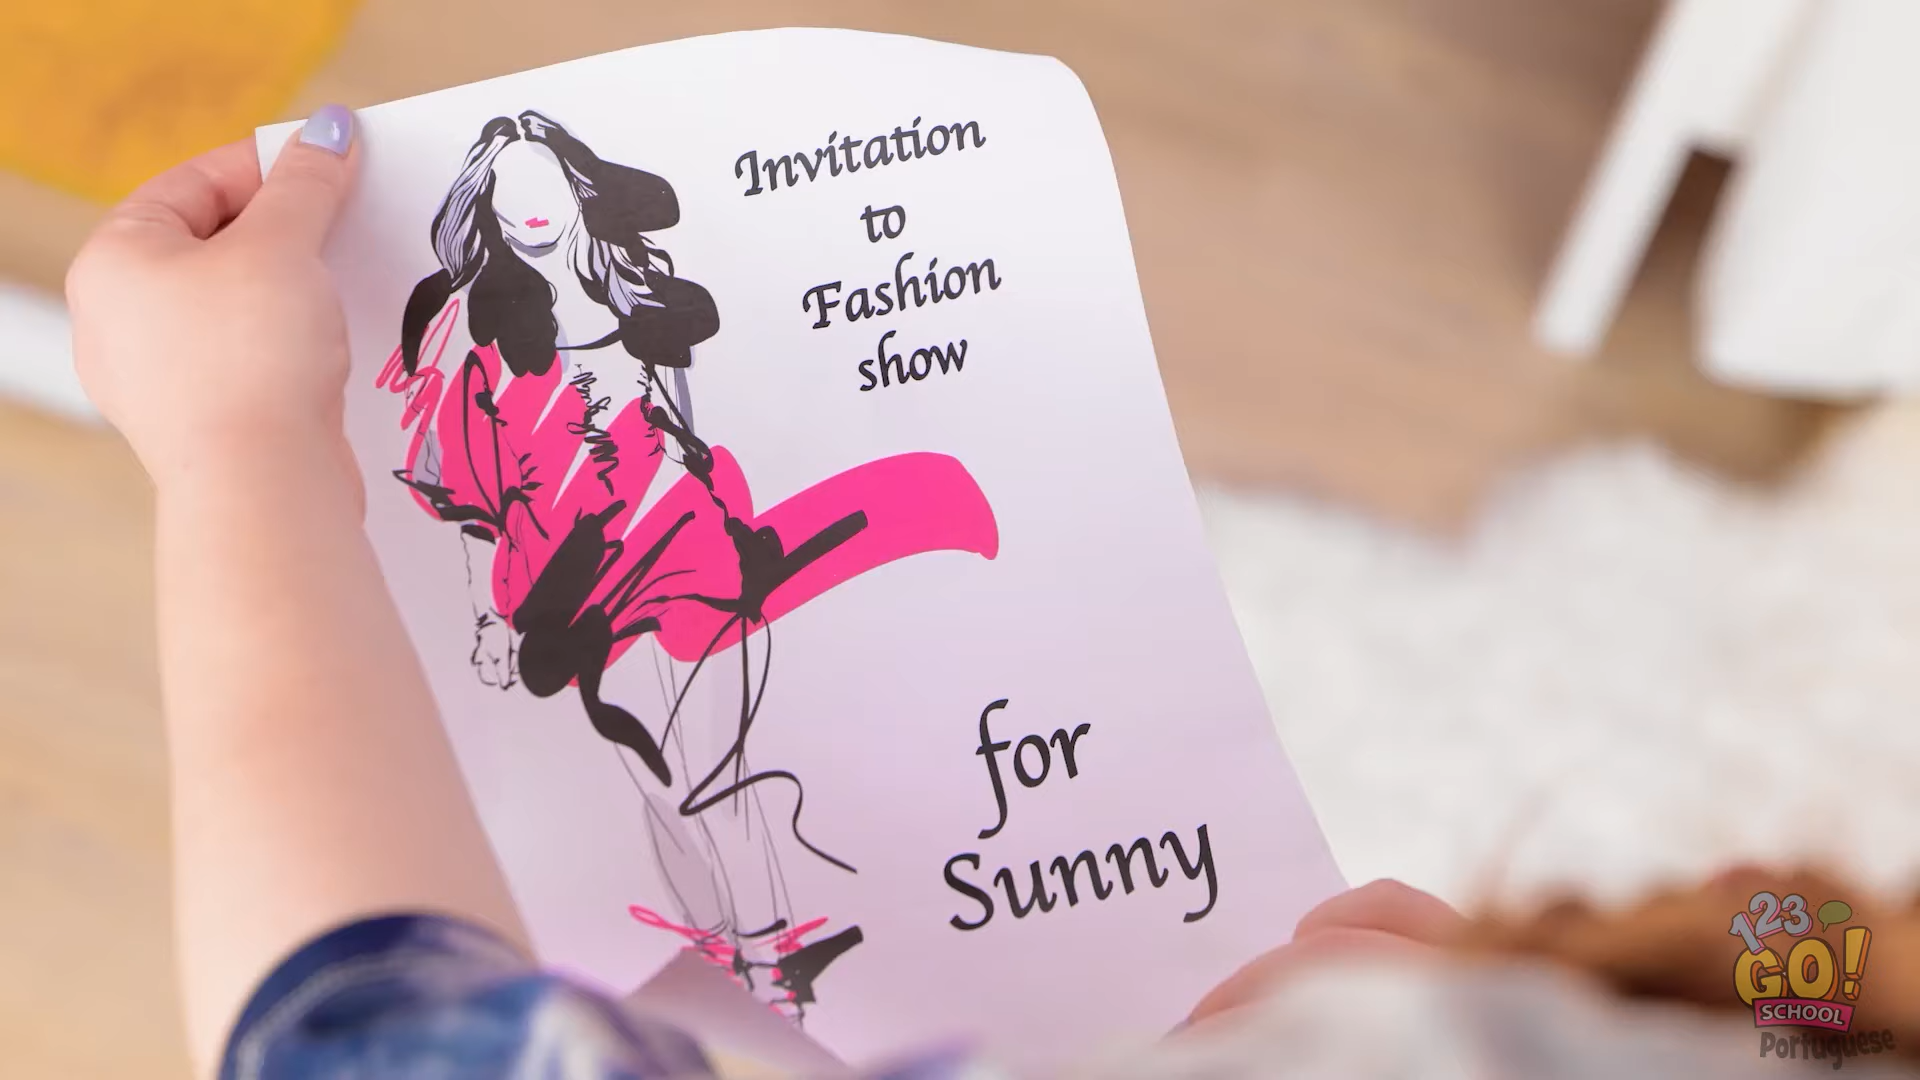 Invitation
to
Fashion
show
for
Sunny
123
GO!
SCHOOL
Portuguese